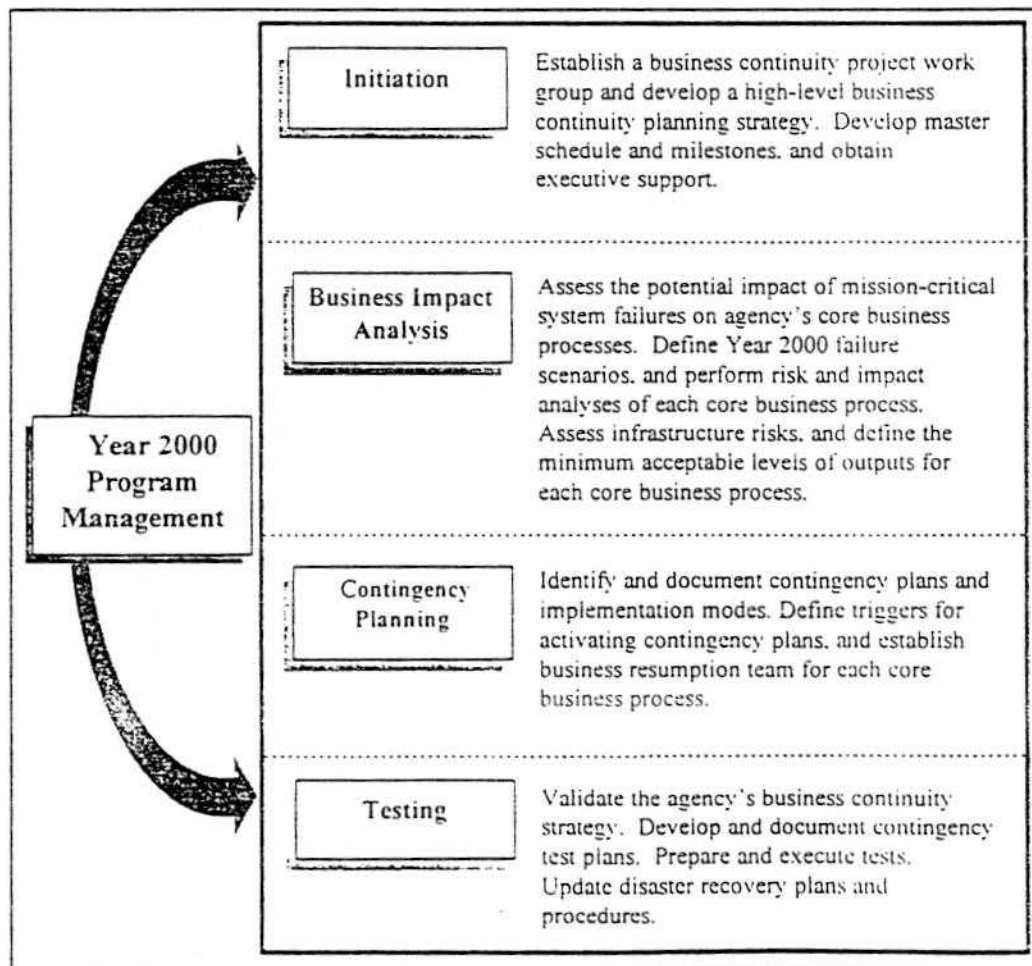 Initiation
Establish a business continuity project work
group and develop a high-level business
continuity planning strategy. Develop master
schedule and milestones, and obtain
executive support.
Business Impact
Analysis
Assess the potential impact of mission-critical
system failures on agency's core business
processes. Define Year 2000 failure
scenarios, and perform risk and impact
analyses of each core business process.
Assess infrastructure risks, and define the
minimum acceptable levels of outputs for
each core business process.
Year 2000
Program
Management
Contingency
Planning
Identify and document contingency plans and
implementation modes. Define triggers for
activating contingency plans, and establish
business resumption team for each core
business process.
Testing
Validate the agency's business continuity
strategy. Develop and document contingency
test plans. Prepare and execute tests.
Update disaster recovery plans and
procedures.